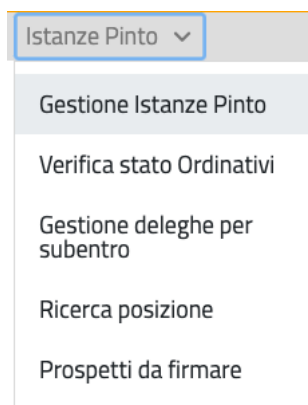 Istanze Pinto
Gestione Istanze Pinto
Verifica stato Ordinativi
Gestione deleghe per
subentro
Ricerca posizione
Prospetti da firmare